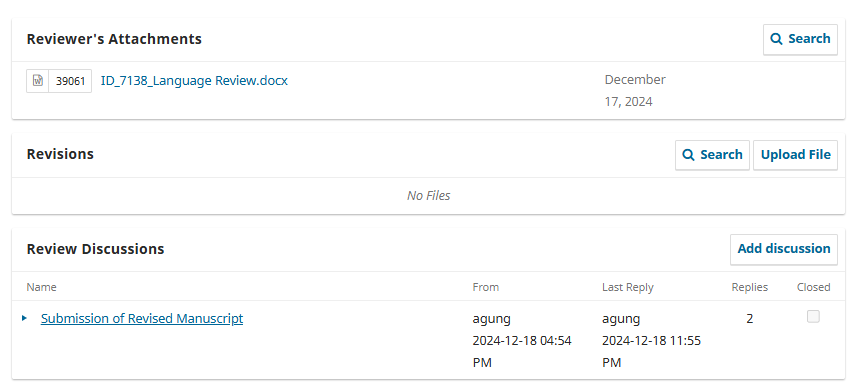 Reviewer's Attachments
Search
39061 ID_7138_Language Review.docx December
17, 2024
Revisions
Search Upload File
No Files
Review Discussions
Add discussion
Name From Last Reply Replies Closed
Submission of Revised Manuscript agung agung 2
2024-12-18 04:54 2024-12-18 11:55
PM PM